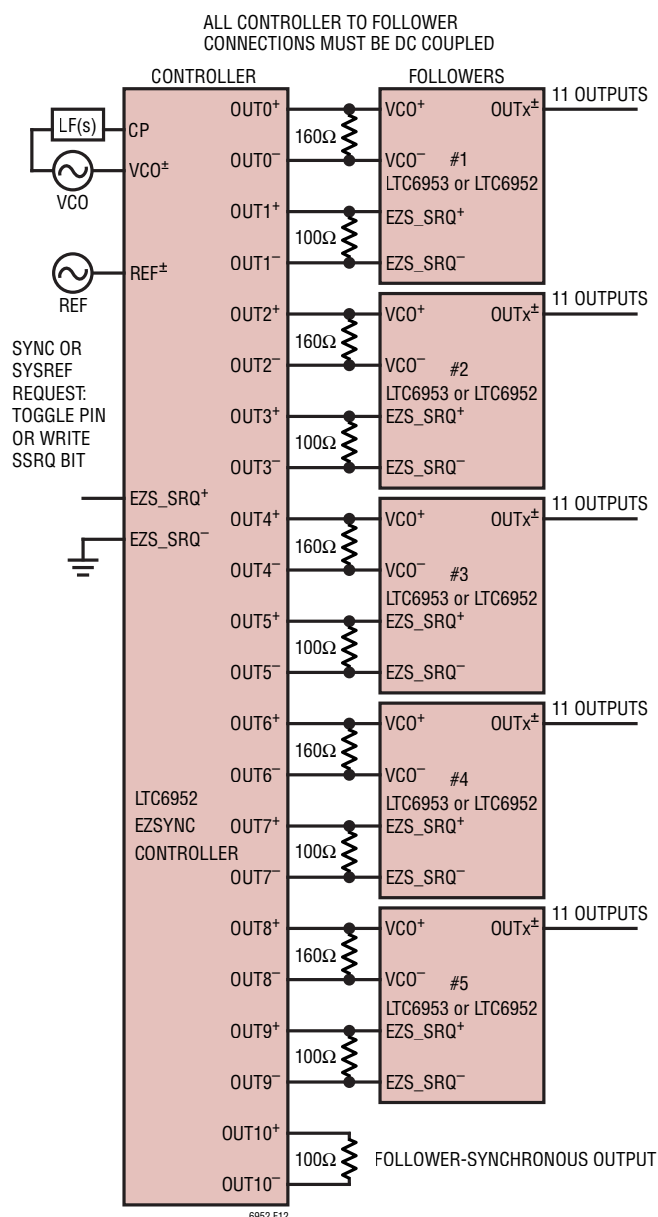 ALL CONTROLLER TO FOLLOWER
CONNECTIONS MUST BE DC COUPLED
CONTROLLER
FOLLOWERS
LF(s)
CP
VCO±
VCO
REF±
REF
SYNC OR
SYSREF
REQUEST:
TOGGLE PIN
OR WRITE
SSRQ BIT
EZS_SRQ+
EZS_SRQ–
LTC6952
EZSYNC
CONTROLLER
OUT0+
160Ω
OUT0–
OUT1+
100Ω
OUT1–
VCO+
OUTx±
11 OUTPUTS
VCO–
#1
LTC6953 or LTC6952
EZS_SRQ+
EZS_SRQ–
OUT2+
160Ω
OUT2–
OUT3+
100Ω
OUT3–
VCO+
OUTx±
11 OUTPUTS
VCO–
#2
LTC6953 or LTC6952
EZS_SRQ+
EZS_SRQ–
OUT4+
160Ω
OUT4–
OUT5+
100Ω
OUT5–
VCO+
OUTx±
11 OUTPUTS
VCO–
#3
LTC6953 or LTC6952
EZS_SRQ+
EZS_SRQ–
OUT6+
160Ω
OUT6–
OUT7+
100Ω
OUT7–
VCO+
OUTx±
11 OUTPUTS
VCO–
#4
LTC6953 or LTC6952
EZS_SRQ+
EZS_SRQ–
OUT8+
160Ω
OUT8–
OUT9+
100Ω
OUT9–
VCO+
OUTx±
11 OUTPUTS
VCO–
#5
LTC6953 or LTC6952
EZS_SRQ+
EZS_SRQ–
OUT10+
100Ω
OUT10–
FOLLOWER-SYNCHRONOUS OUTPUT
6952 F12